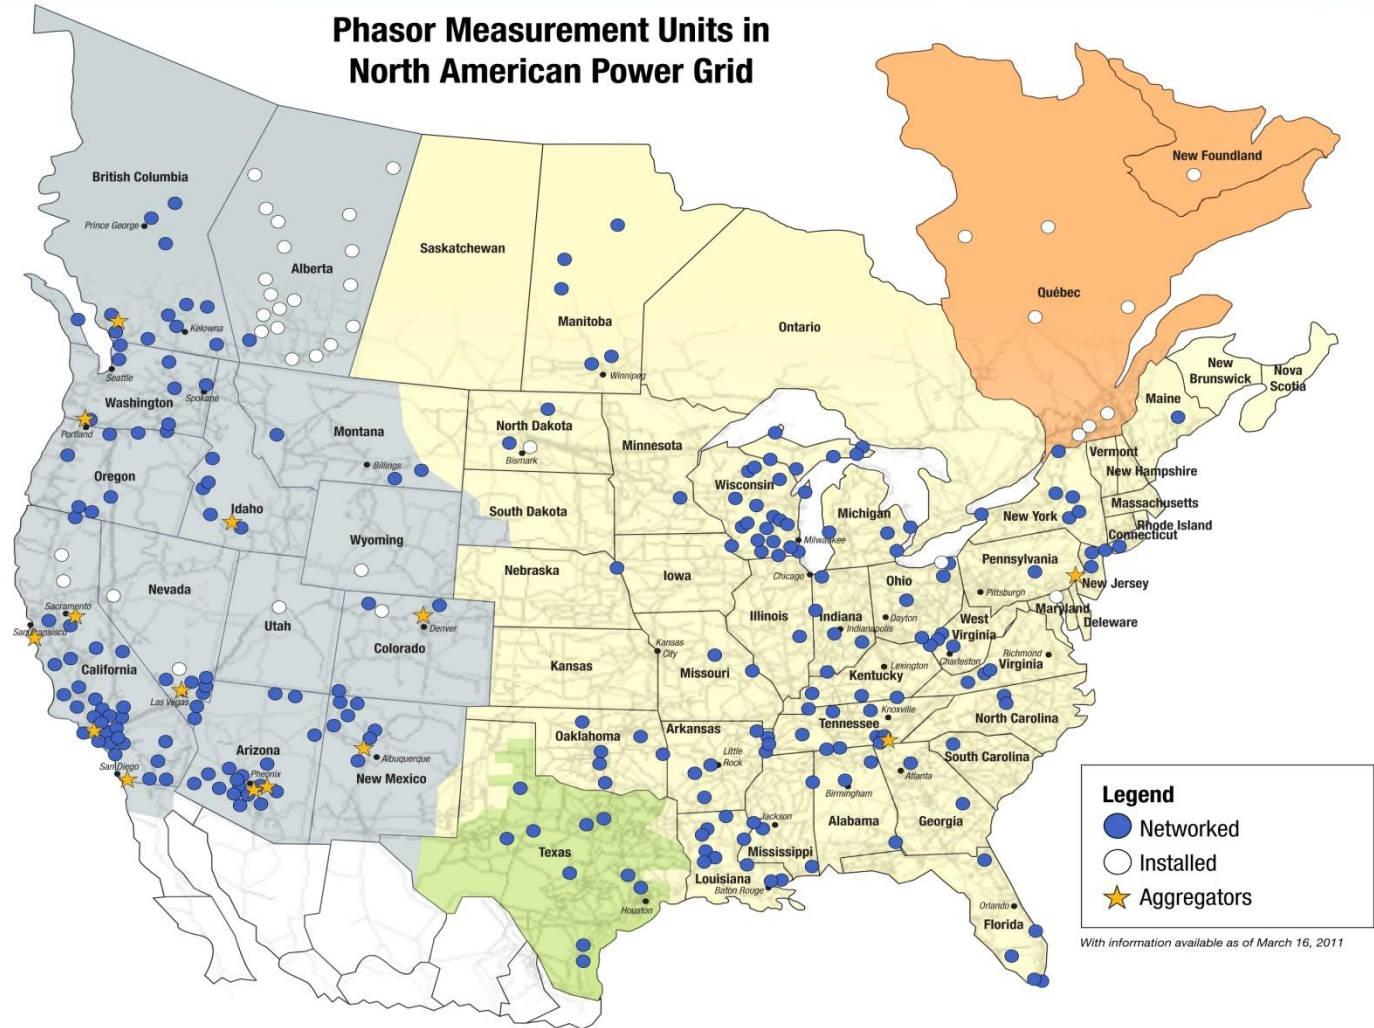 Phasor Measurement Units in
North American Power Grid
British Columbia
Prince George
Alberta
Saskatchewan
Manitoba
Winnipeg
Ontario
New Foundland
Québec
New
Brunswick
Nova
Scotia
Maine
Kelowna
Seattle
Washington
Spokane
Portland
Oregon
Montana
Billings
Idaho
Wyoming
North Dakota
Bismark
South Dakota
Minnesota
Wisconsin
Milwaukee
Michigan
Vermont
New Hampshire
Massachusetts
Rhode Island
Connecticut
New York
Pennsylvania
Pittsburgh
New Jersey
Maryland
Deleware
Nebraska
Iowa
Chicago
Illinois
Indiana
Indianapolis
Ohio
Dayton
West
Virginia
Charleston
Richmond
Virginia
Nevada
Utah
Colorado
Denver
Sacramento
San Fransisco
California
Las Vegas
Kansas
Kansas
City
Missouri
Lexington
Kentucky
Knoxville
Tennessee
North Carolina
South Carolina
San Diego
Arizona
Pheonix
New Mexico
Albuquerque
Oklahoma
Arkansas
Little
Rock
Birmingham
Alabama
Atlanta
Georgia
Texas
Houston
Louisiana
Baton Rouge
Jackson
Mississippi
Orlando
Florida
Legend
Networked
Installed
Aggregators
With information available as of March 16, 2011